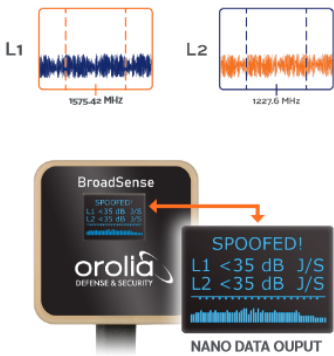 L1
1575.42 MHz
L2
1227.6 MHz
BroadSense
SPOOFED!
L1 <35 dB J/S
L2 <35 dB J/S
orolia
DEFENSE & SECURITY
SPOOFED!
L1 <35 dB J/S
L2 <35 dB J/S
NANO DATA OUPUT